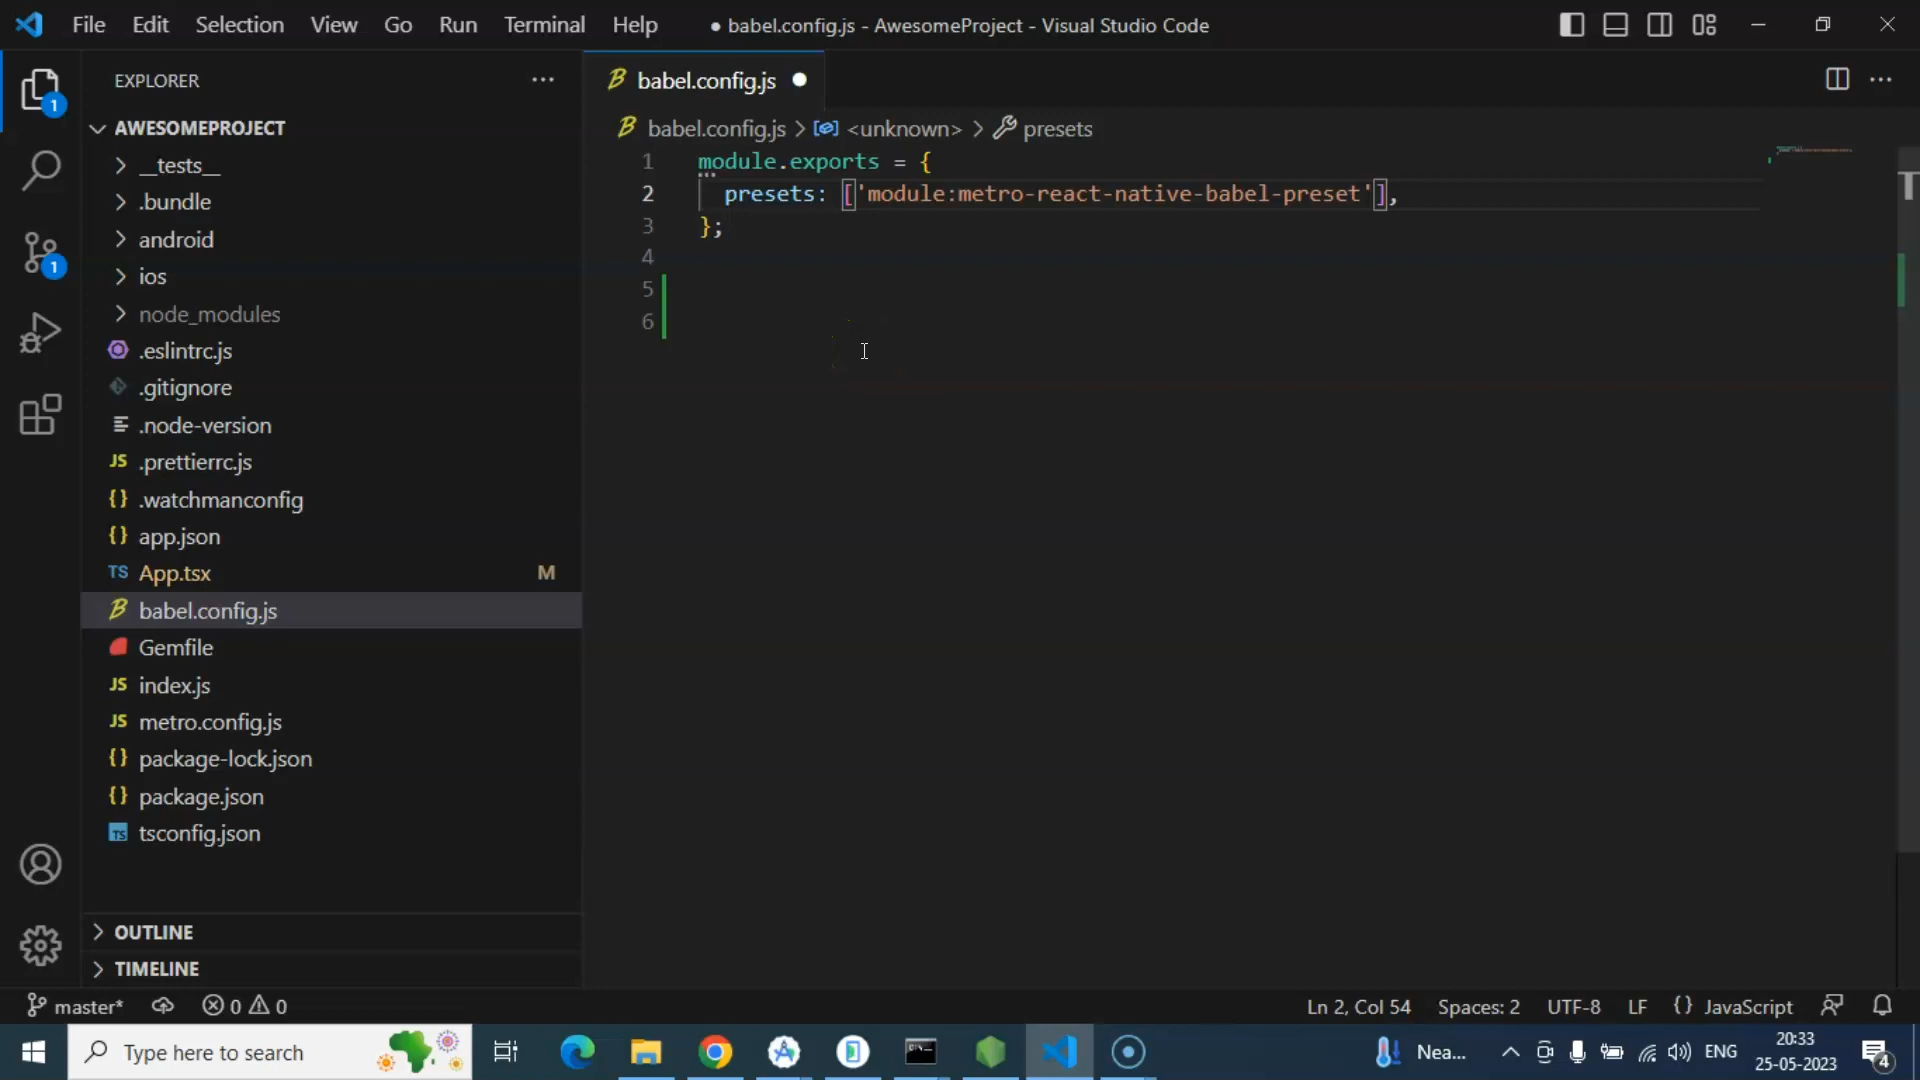 File Edit Selection View Go Run Terminal Help ● babel.config.js - AwesomeProject - Visual Studio Code
EXPLORER
babel.config.js
1
AWESOMEPROJECT
babel.config.js > <unknown> > presets
__tests__
.bundle
android
ios
node_modules
.eslintrc.js
.gitignore
.node-version
JS .prettierrc.js
{} .watchmanconfig
{} app.json
TS App.tsx M
babel.config.js
Gemfile
JS index.js
JS metro.config.js
{} package-lock.json
{} package.json
TS tsconfig.json
1
OUTLINE
TIMELINE
1 module.exports = {
2 presets: ['module:metro-react-native-babel-preset'],
3 };
4
5
6
T
master* 0 0 Ln 2, Col 54 Spaces: 2 UTF-8 LF {} JavaScript
Type here to search
Nea... ENG
20:33
25-05-2023
4